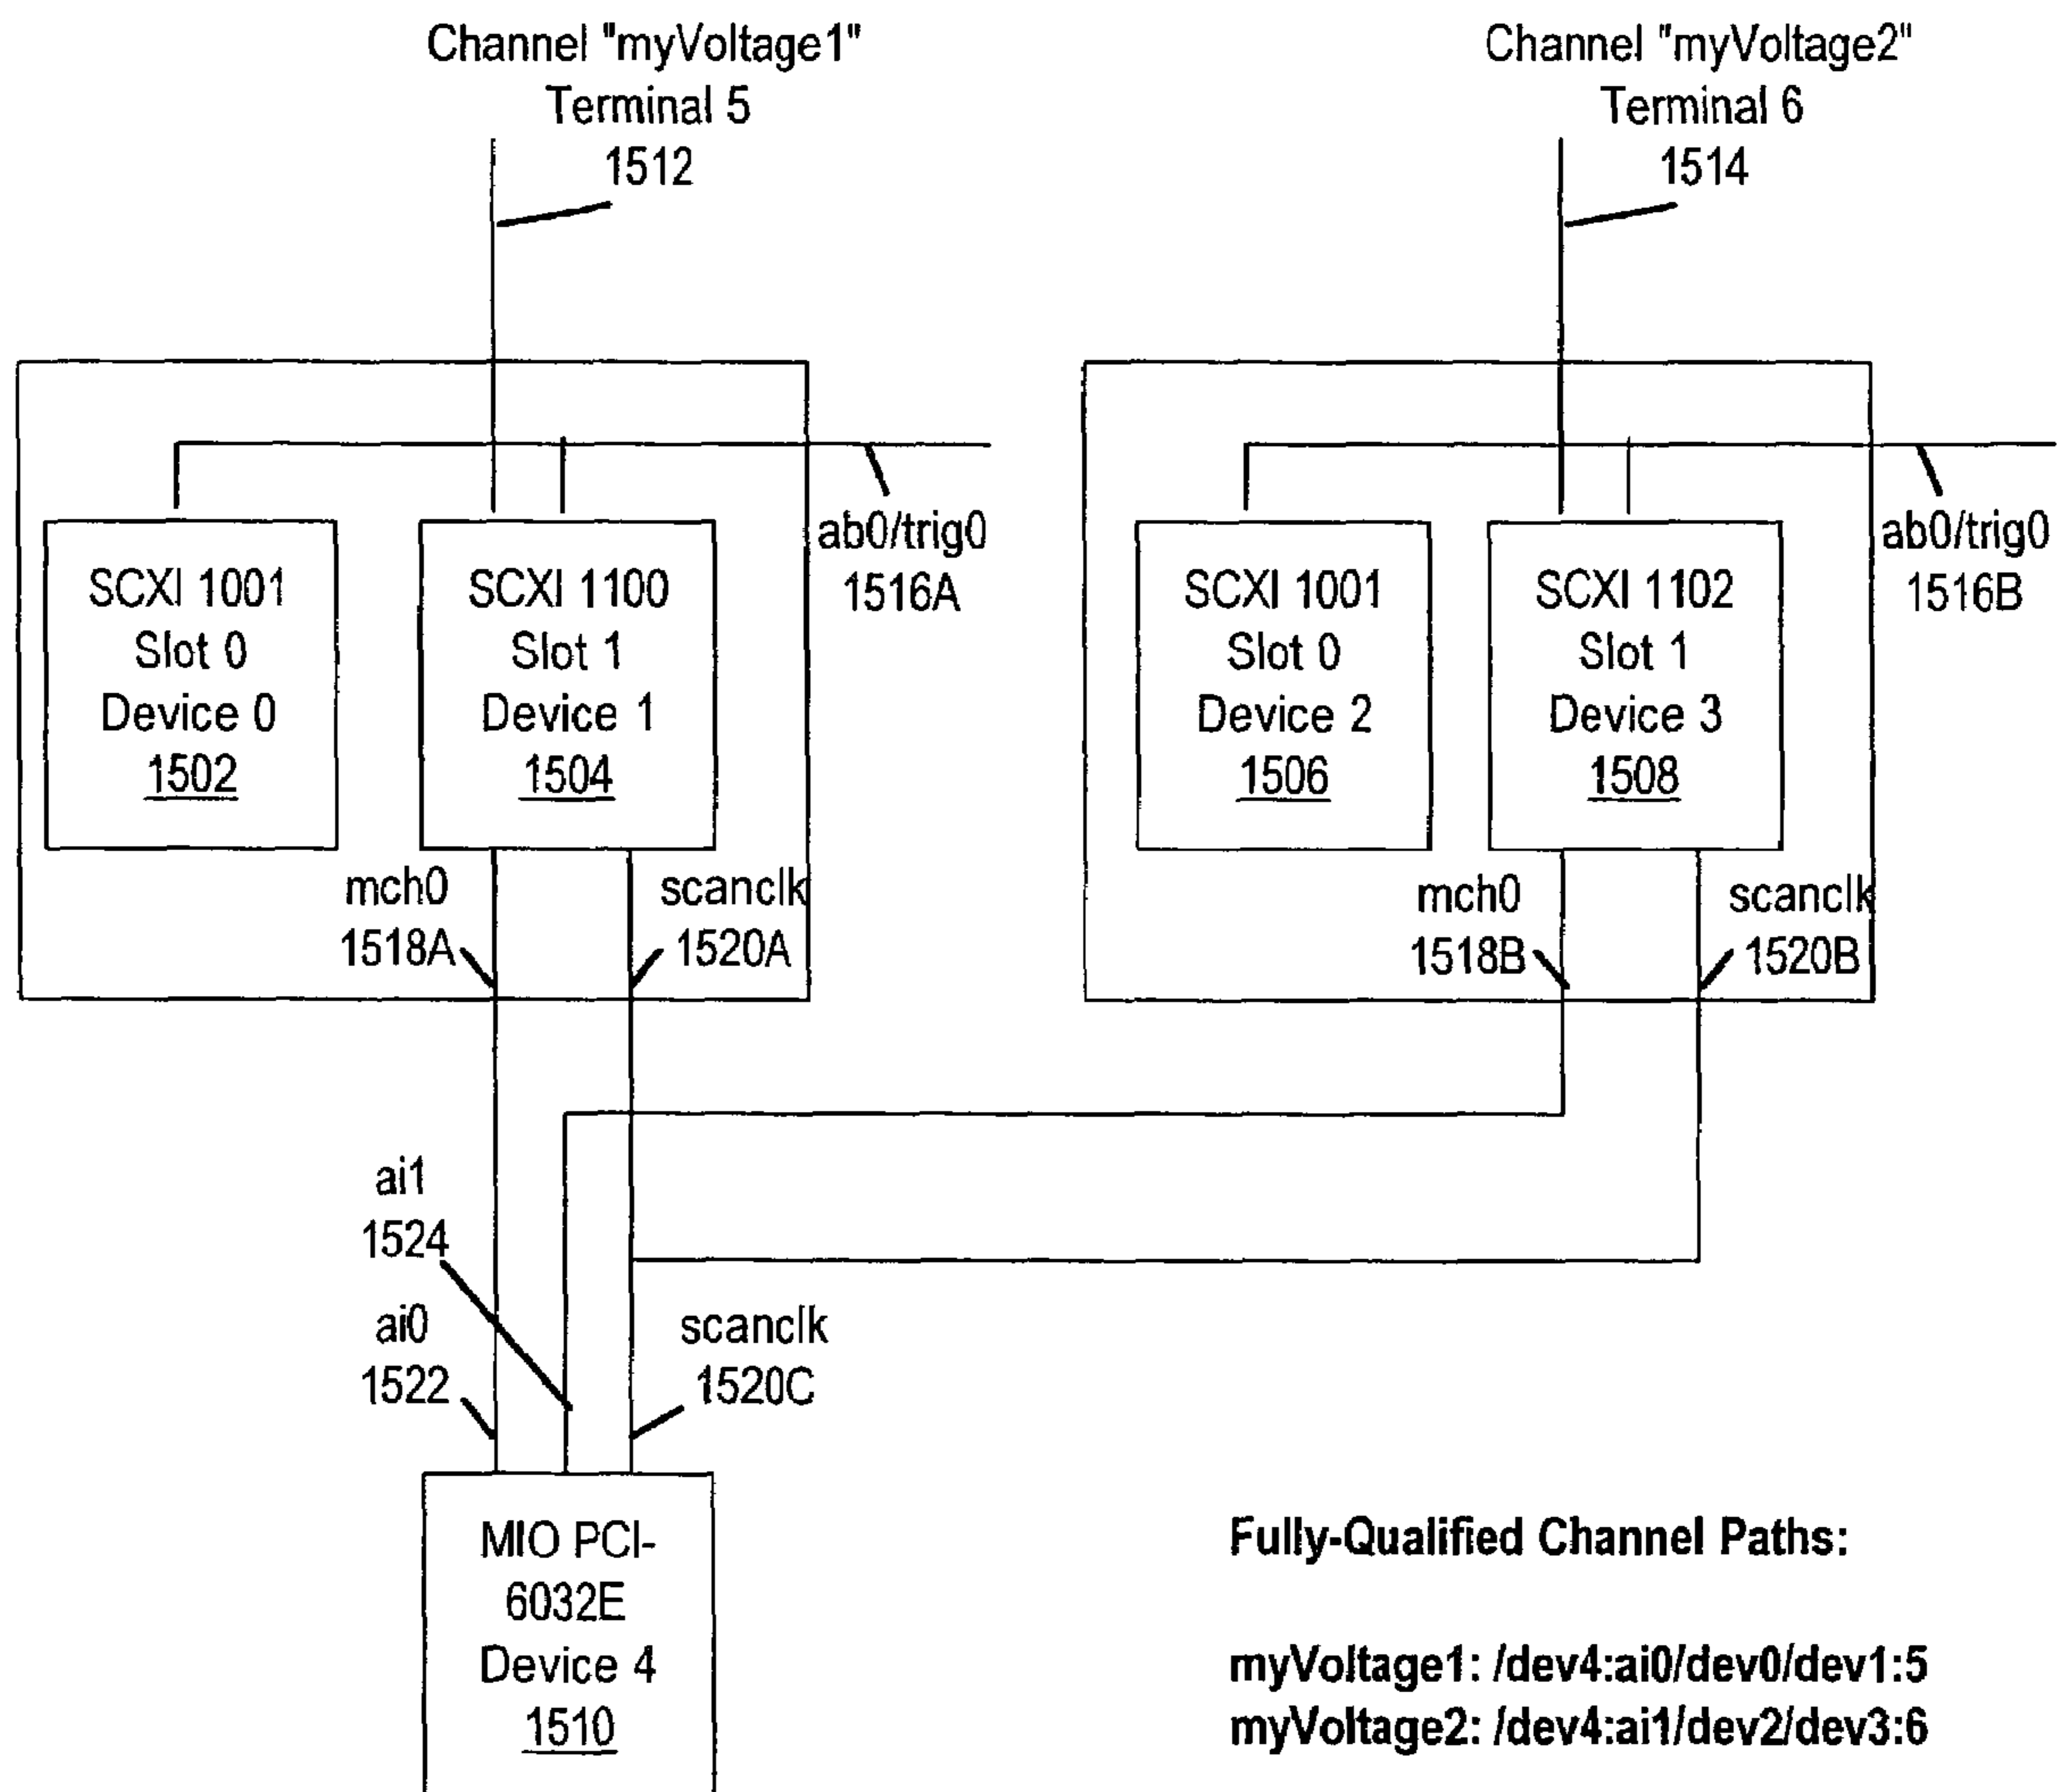 Channel "myVoltage1"
Terminal 5
1512
Channel "myVoltage2"
Terminal 6
1514
SCXI 1001
Slot 0
Device 0
1502
SCXI 1100
Slot 1
Device 1
1504
ab0/trig0
1516A
SCXI 1001
Slot 0
Device 2
1506
SCXI 1102
Slot 1
Device 3
1508
ab0/trig0
1516B
mch0
1518A
scanclk
1520A
mch0
1518B
scanclk
1520B
ai1
1524
ai0
1522
scanclk
1520C
MIO PCI-
6032E
Device 4
1510
Fully-Qualified Channel Paths:
myVoltage1: /dev4:ai0/dev0/dev1:5
myVoltage2: /dev4:ai1/dev2/dev3:6